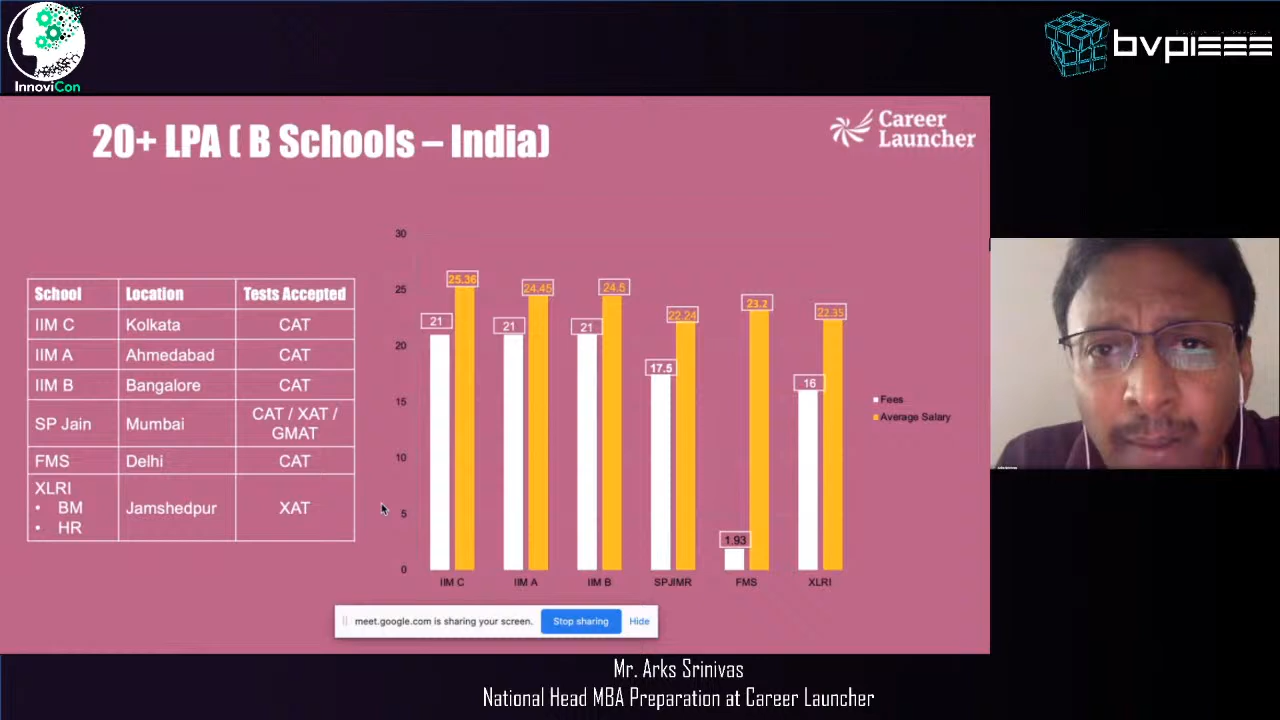 InnoviCon
bvpieee
20+ LPA ( B Schools – India)
Career
Launcher
School Location Tests Accepted
IIM C Kolkata CAT
IIM A Ahmedabad CAT
IIM B Bangalore CAT
SP Jain Mumbai CAT / XAT / GMAT
FMS Delhi CAT
XLRI
• BM
• HR
Jamshedpur XAT
30
25
20
15
10
5
0
21 25.36
21 24.45
21 24.5
17.5 22.24
1.93 23.2
16 22.35
IIM C IIM A IIM B SPJIMR FMS XLRI
Fees
Average Salary
meet.google.com is sharing your screen. Stop sharing Hide
Mr. Arks Srinivas
National Head MBA Preparation at Career Launcher